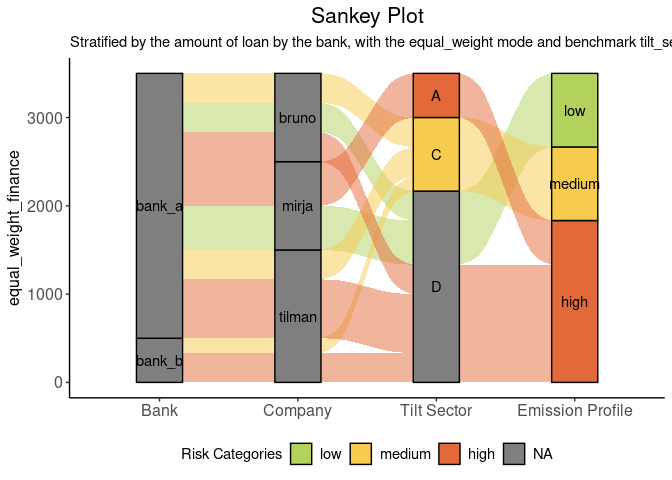 Sankey Plot
Stratified by the amount of loan by the bank, with the equal_weight mode and benchmark tilt_se
equal_weight_finance
3000
2000
1000
0
bank_a
bank_b
bruno
mirja
tilman
A
C
D
low
medium
high
Bank
Company
Tilt Sector
Emission Profile
Risk Categories low medium high NA